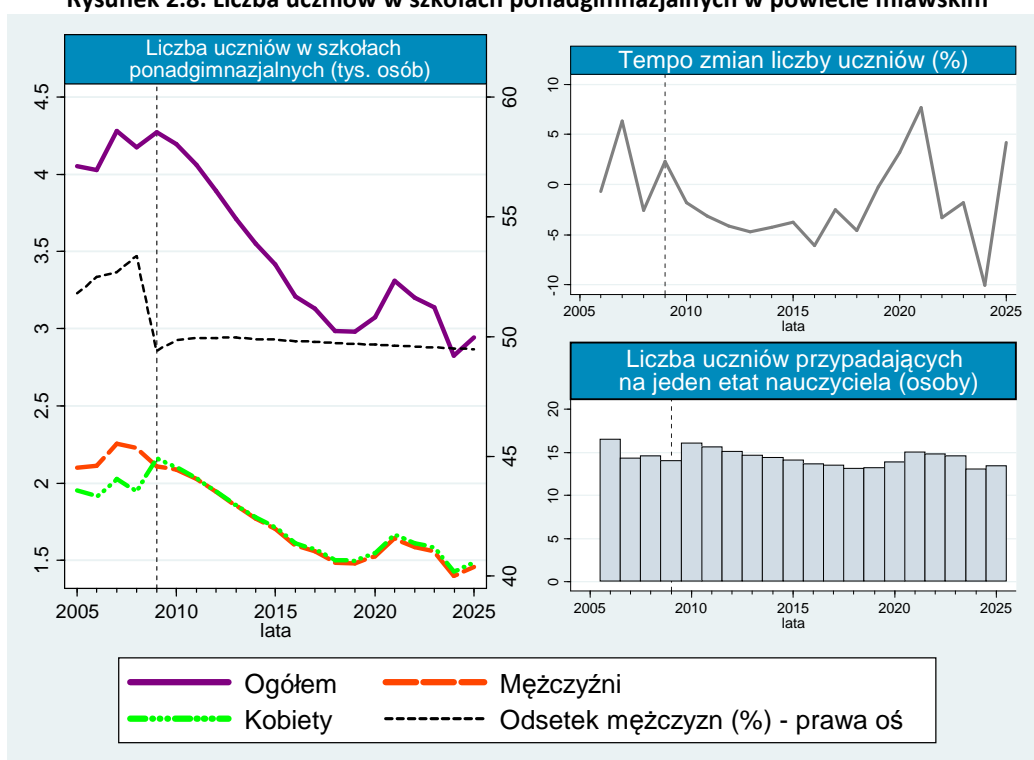 Rysunek 2.8. Liczba uczniów w szkołach ponadgimnazjalnych w powiecie mławskim
Liczba uczniów w szkołach
ponadgimnazjalnych (tys. osób)
4.5
4
3.5
3
2.5
2
1.5
60
55
50
45
40
2005
2010
2015
2020
2025
lata
Tempo zmian liczby uczniów (%)
10
5
0
-5
-10
2005
2010
2015
2020
2025
lata
Liczba uczniów przypadających
na jeden etat nauczyciela (osoby)
20
15
10
5
0
2005
2010
2015
2020
2025
lata
Ogółem
Mężczyźni
Kobiety
Odsetek mężczyzn (%) - prawa oś